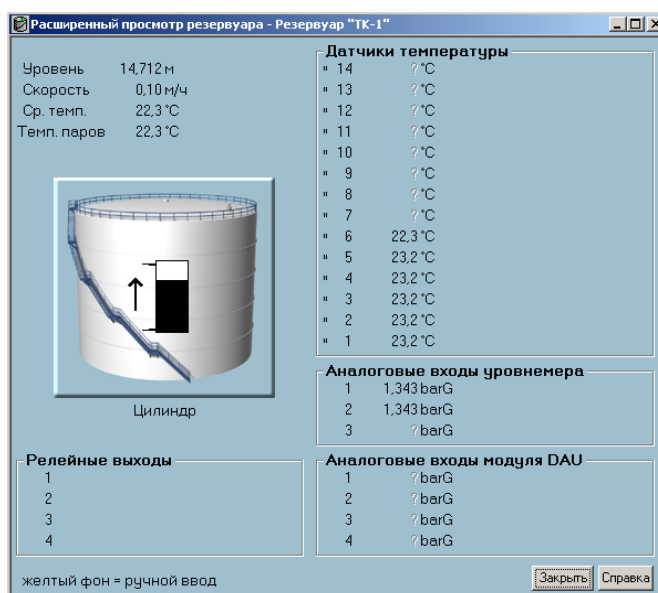 Расширенный просмотр резервуара - Резервуар "ТК-1"
Уровень 14,712 м
Скорость 0,10 м/ч
Ср. темп. 22,3 °C
Темп. паров 22,3 °C
Цилиндр
Релейные выходы
1
2
3
4
желтый фон = ручной ввод
Датчики температуры
" 14 ? °C
" 13 ? °C
" 12 ? °C
" 11 ? °C
" 10 ? °C
" 9 ? °C
" 8 ? °C
" 7 ? °C
" 6 22,3 °C
" 5 23,2 °C
" 4 23,2 °C
" 3 23,2 °C
" 2 23,2 °C
" 1 23,2 °C
Аналоговые входы уровнемера
1 1,343 barG
2 1,343 barG
3 ? barG
Аналоговые входы модуля DAU
1 ? barG
2 ? barG
3 ? barG
4 ? barG
Закрыть Справка